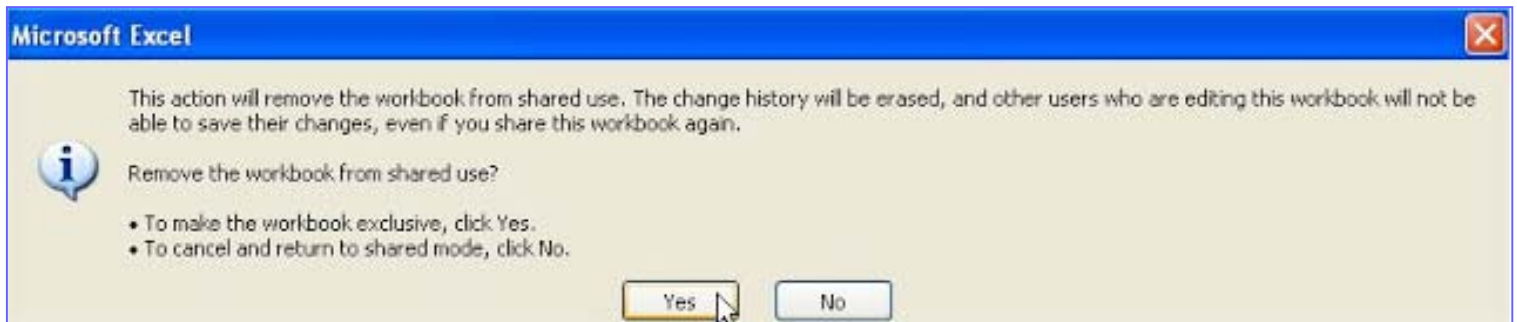 Microsoft Excel
This action will remove the workbook from shared use. The change history will be erased, and other users who are editing this workbook will not be
able to save their changes, even if you share this workbook again.
Remove the workbook from shared use?
• To make the workbook exclusive, click Yes.
• To cancel and return to shared mode, click No.
Yes No